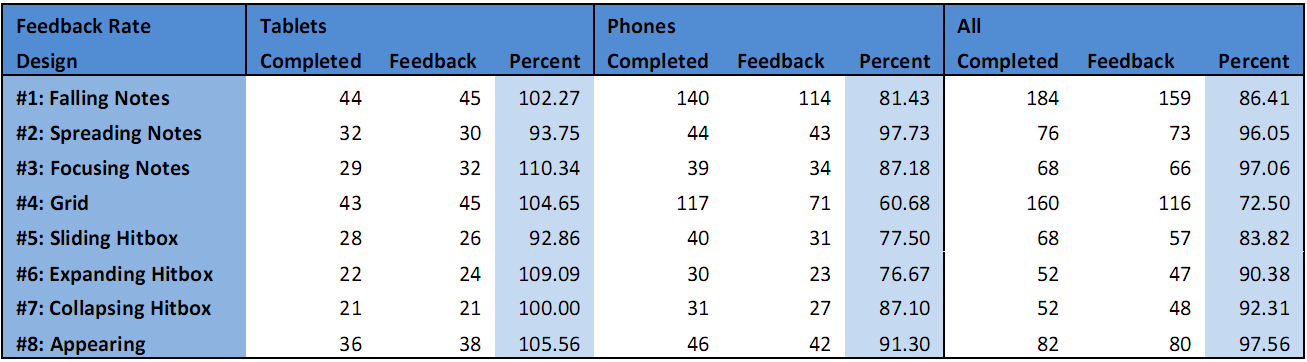 Feedback Rate Tablets Phones All
Design Completed Feedback Percent Completed Feedback Percent Completed Feedback Percent
#1: Falling Notes 44 45 102.27 140 114 81.43 184 159 86.41
#2: Spreading Notes 32 30 93.75 44 43 97.73 76 73 96.05
#3: Focusing Notes 29 32 110.34 39 34 87.18 68 66 97.06
#4: Grid 43 45 104.65 117 71 60.68 160 116 72.50
#5: Sliding Hitbox 28 26 92.86 40 31 77.50 68 57 83.82
#6: Expanding Hitbox 22 24 109.09 30 23 76.67 52 47 90.38
#7: Collapsing Hitbox 21 21 100.00 31 27 87.10 52 48 92.31
#8: Appearing 36 38 105.56 46 42 91.30 82 80 97.56